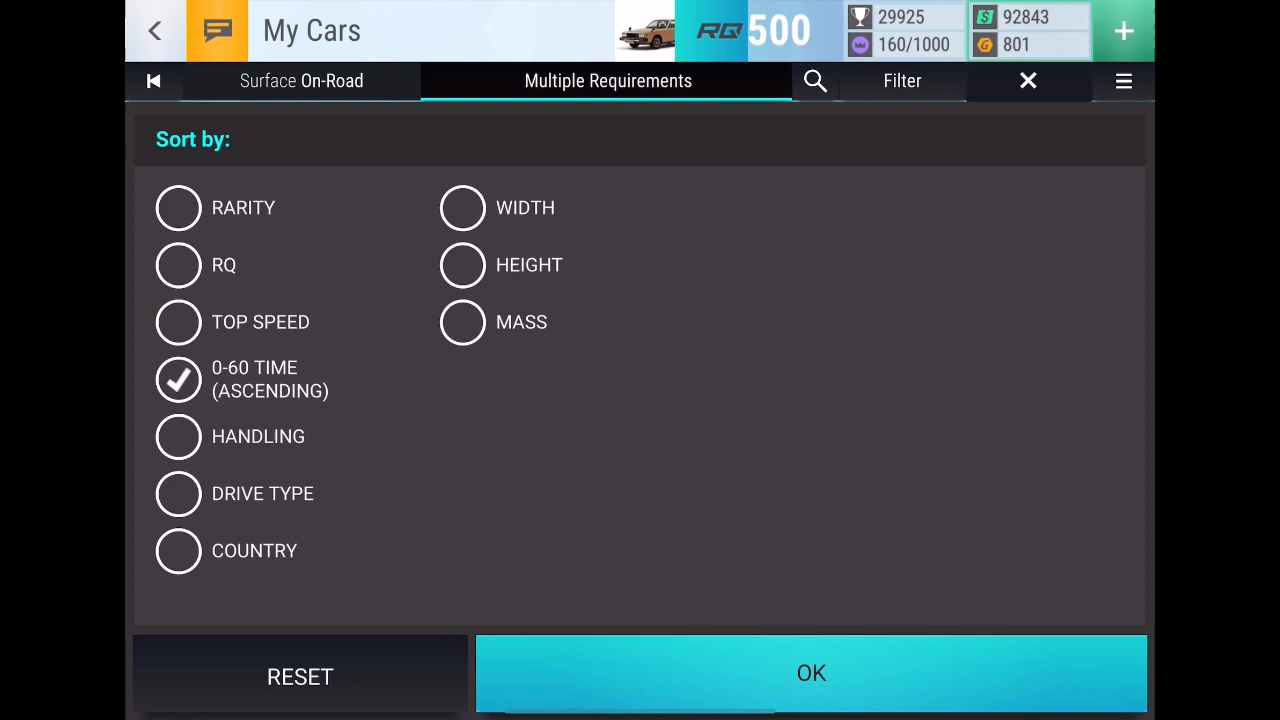 My Cars
RQ 500
29925
160/1000
92843
801
+
Surface On-Road
Multiple Requirements
Filter
Sort by:
RARITY
RQ
TOP SPEED
0-60 TIME
(ASCENDING)
HANDLING
DRIVE TYPE
COUNTRY
WIDTH
HEIGHT
MASS
RESET
OK